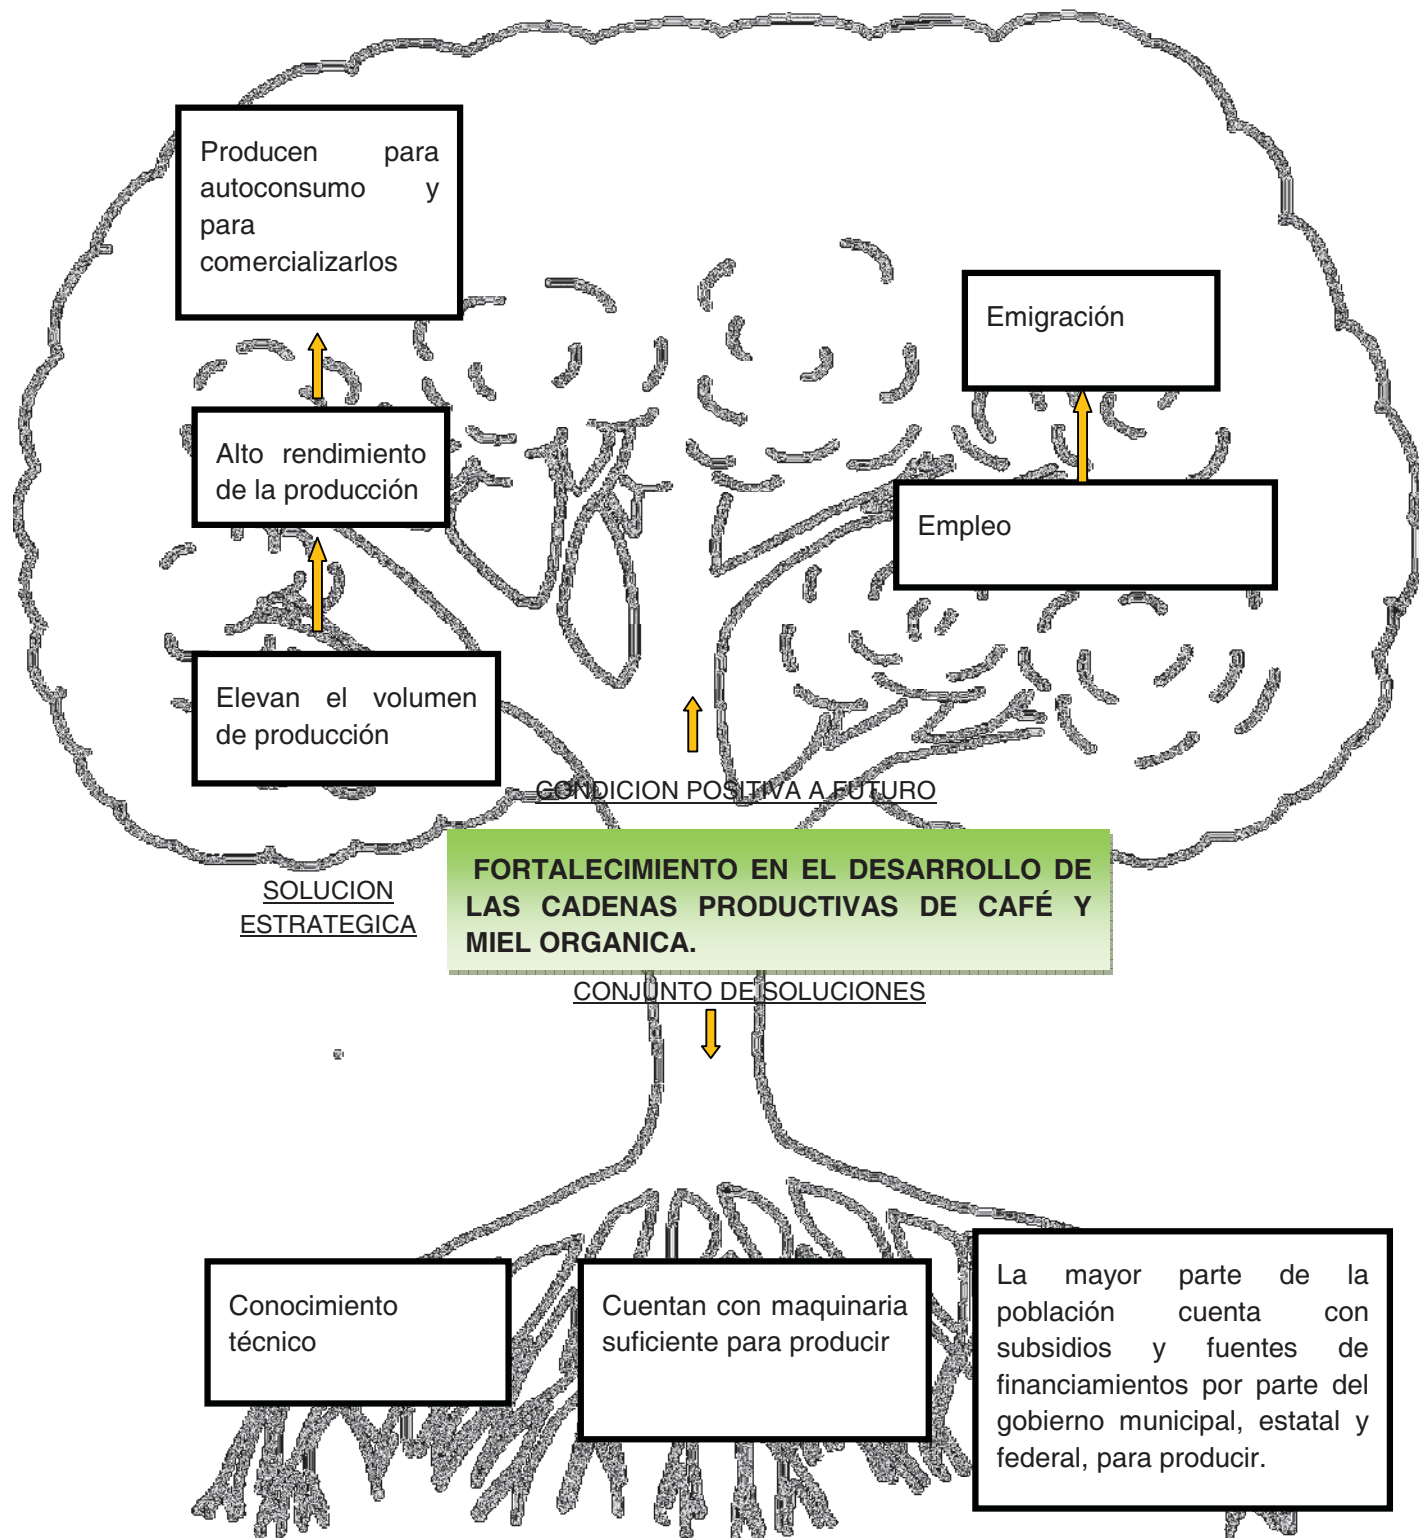 Producen para
autoconsumo y
para
comercializarlos
Emigración
Alto rendimiento
de la producción
Empleo
Elevan el volumen
de producción
CONDICION POSITIVA A FUTURO
FORTALECIMIENTO EN EL DESARROLLO DE
LAS CADENAS PRODUCTIVAS DE CAFÉ Y
MIEL ORGANICA.
SOLUCION
ESTRATEGICA
CONJUNTO DE SOLUCIONES
Conocimiento
técnico
Cuentan con maquinaria
suficiente para producir
La mayor parte de la
población cuenta con
subsidios y fuentes de
financiamientos por parte del
gobierno municipal, estatal y
federal, para producir.